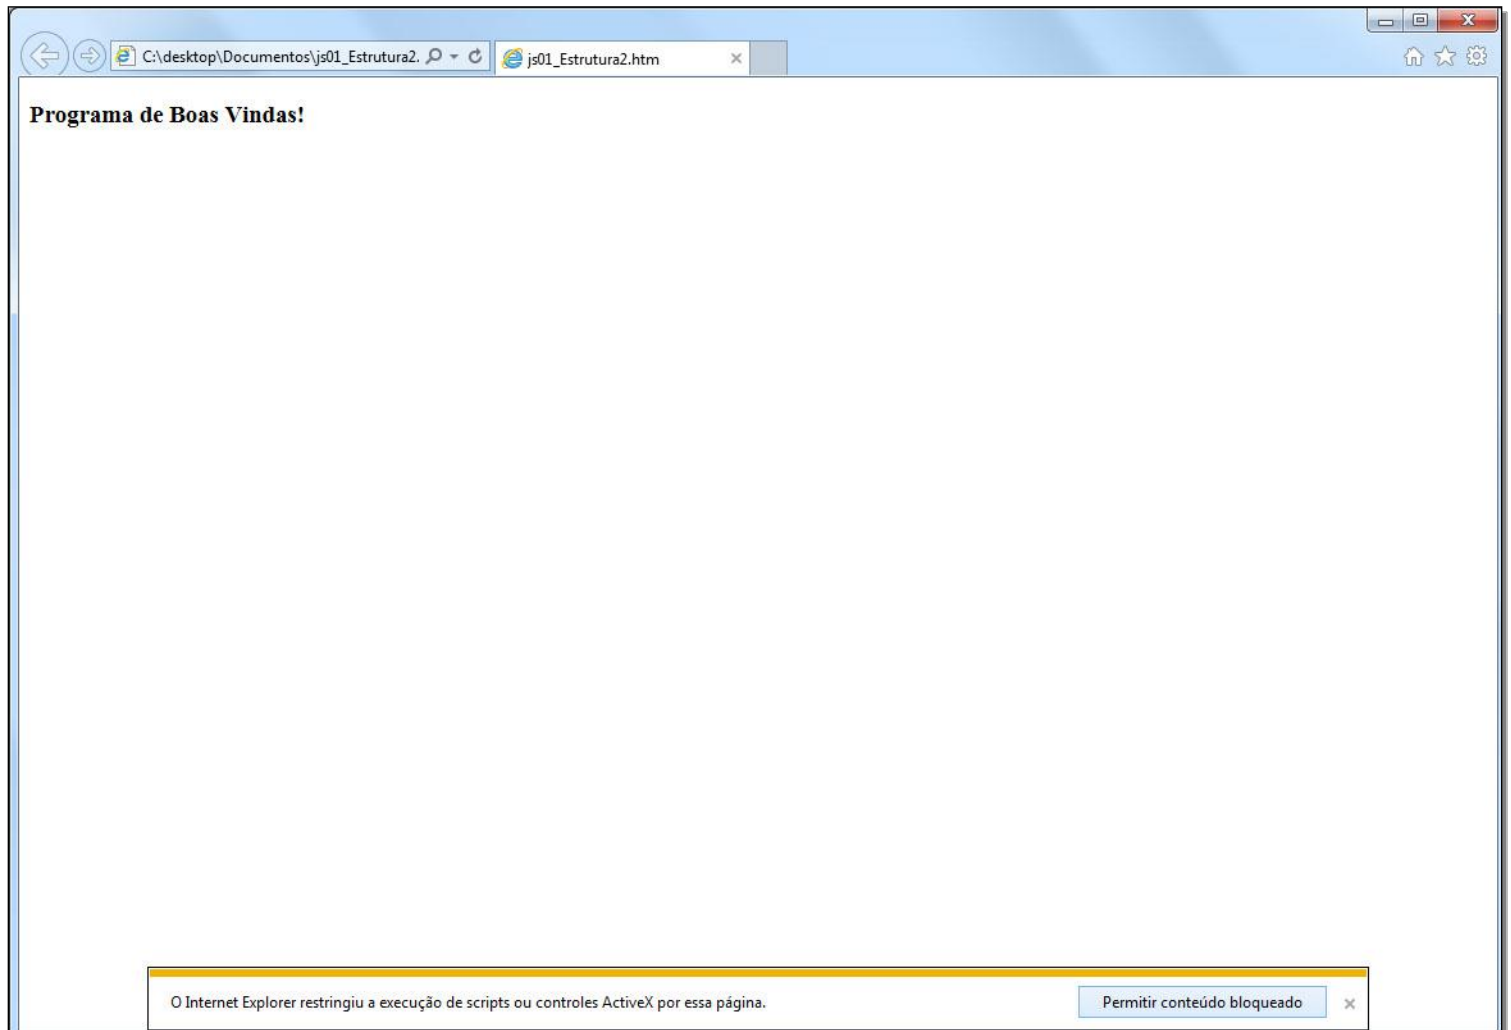 C:\desktop\Documentos\js01_Estrutura2.
js01_Estrutura2.htm
Programa de Boas Vindas!
O Internet Explorer restringiu a execução de scripts ou controles ActiveX por essa página.
Permitir conteúdo bloqueado